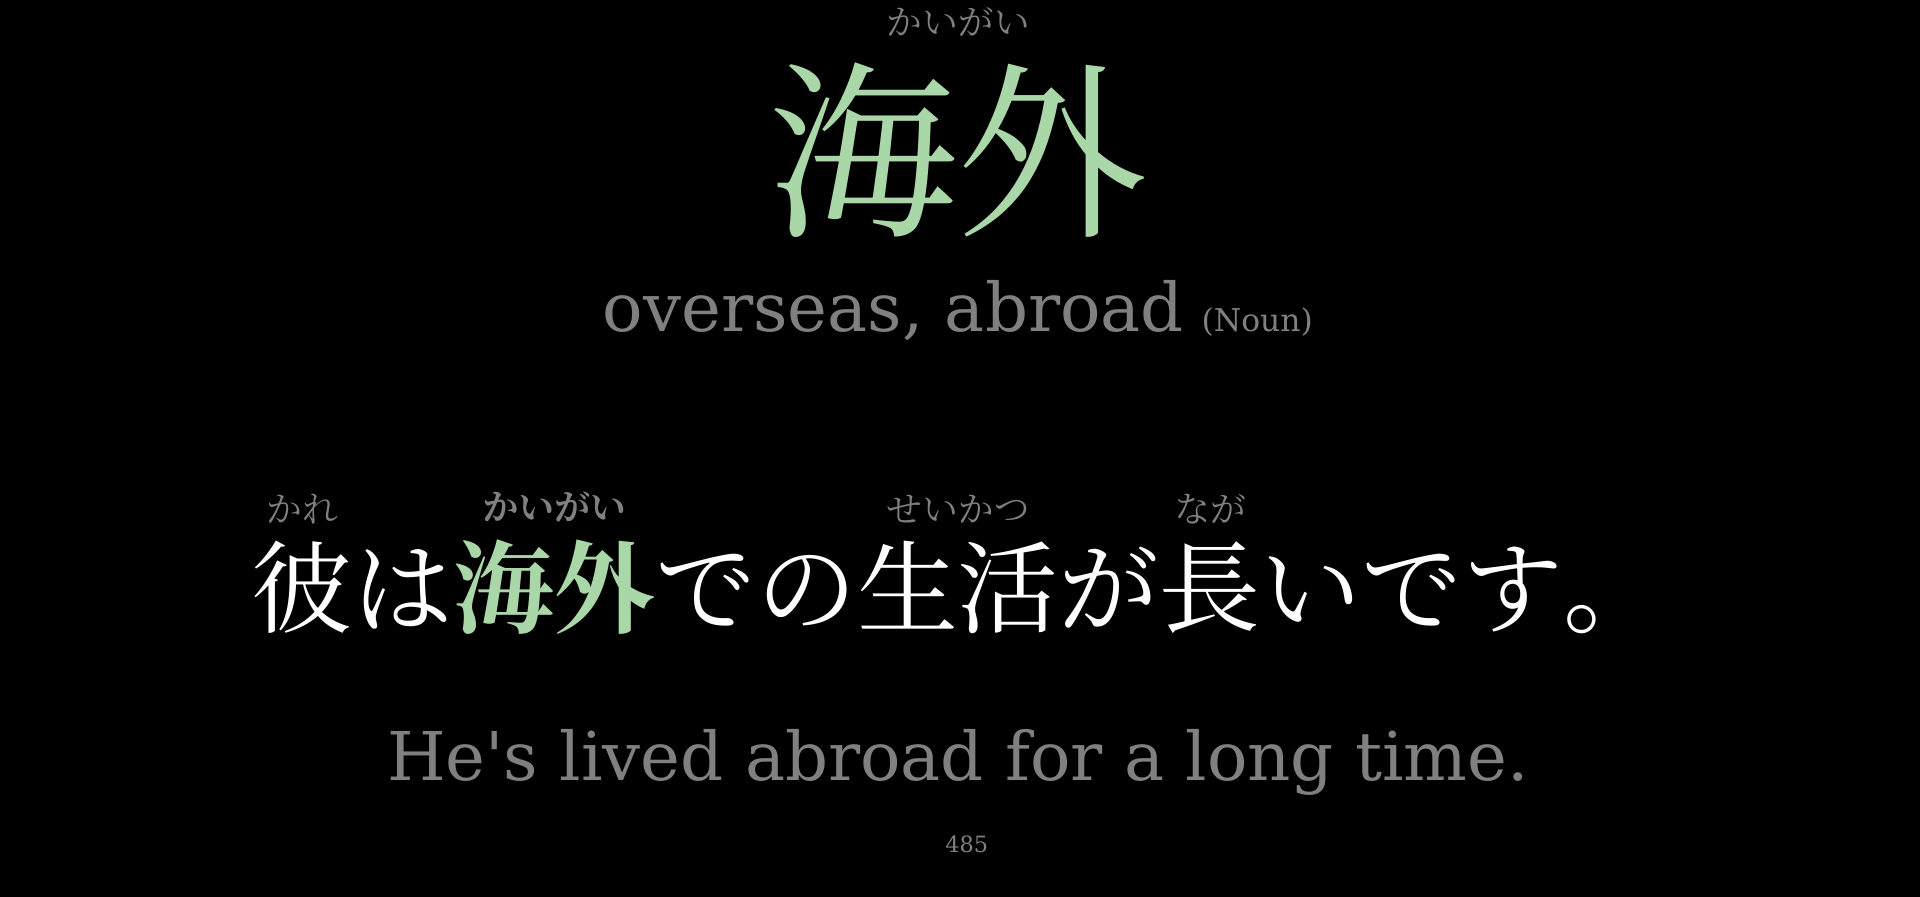 かいがい
海外
overseas, abroad (Noun)
かれ かいがい せいかつ なが
彼は海外での生活が長いです。
He's lived abroad for a long time.
485